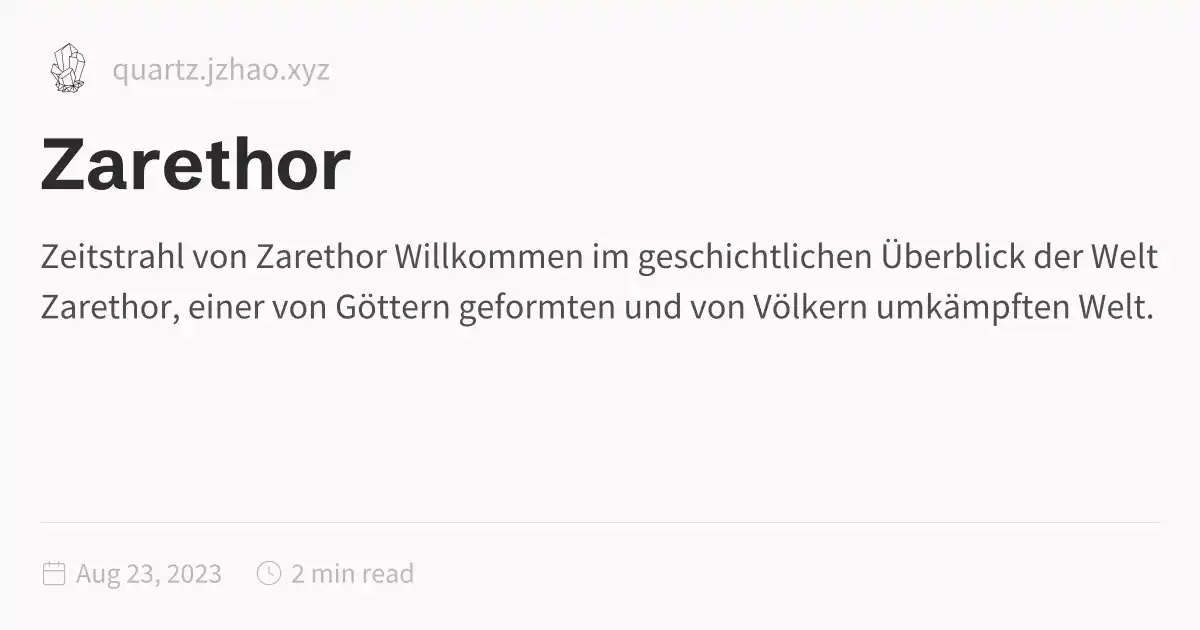 quartz.jzhao.xyz
Zarethor
Zeitstrahl von Zarethor Willkommen im geschichtlichen Überblick der Welt
Zarethor, einer von Göttern geformten und von Völkern umkämpften Welt.
Aug 23, 2023 2 min read